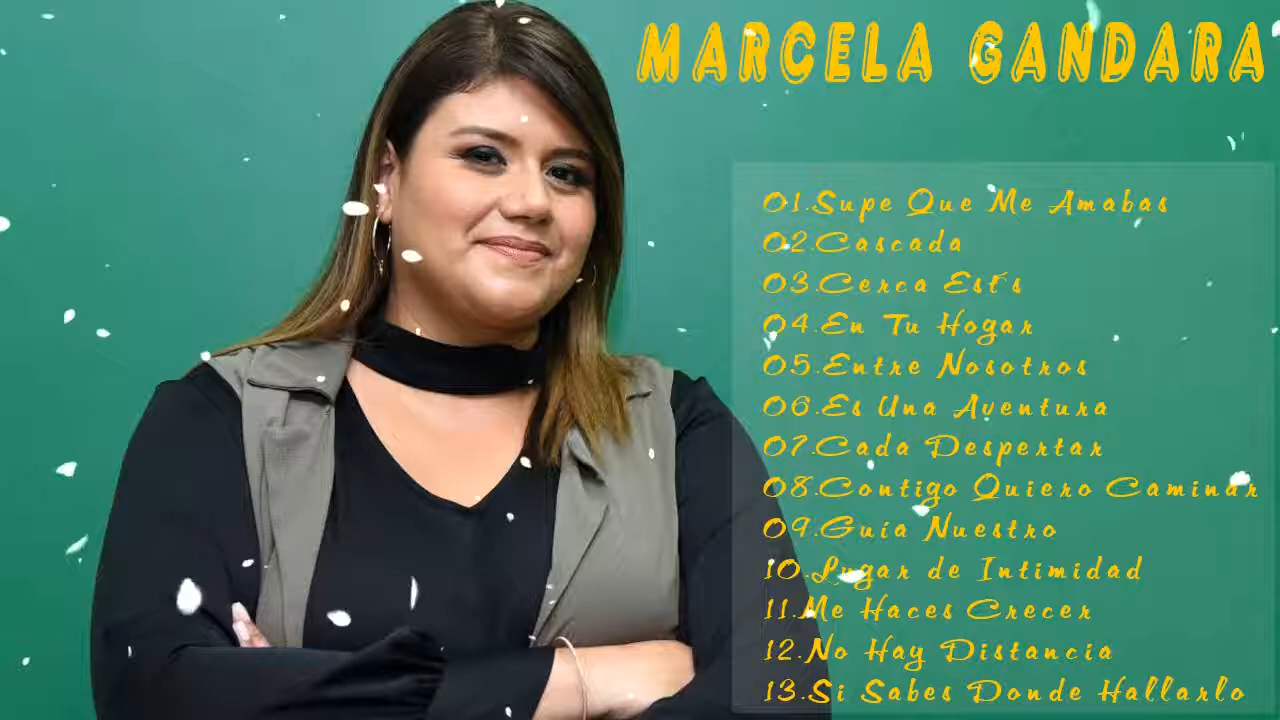 MARCELA GANDARA
01.Supe Que Me Amabas
02.Cascada
03.Cerca Est́s
04.En Tu Hogar
05.Entre Nosotros
06.Es Una Aventura
07.Cada Despertar
08.Contigo Quiero Caminar
09.Guía Nuestro
10.Lugar de Intimidad
11.Me Haces Crecer
12.No Hay Distancia
13.Si Sabes Donde Hallarlo